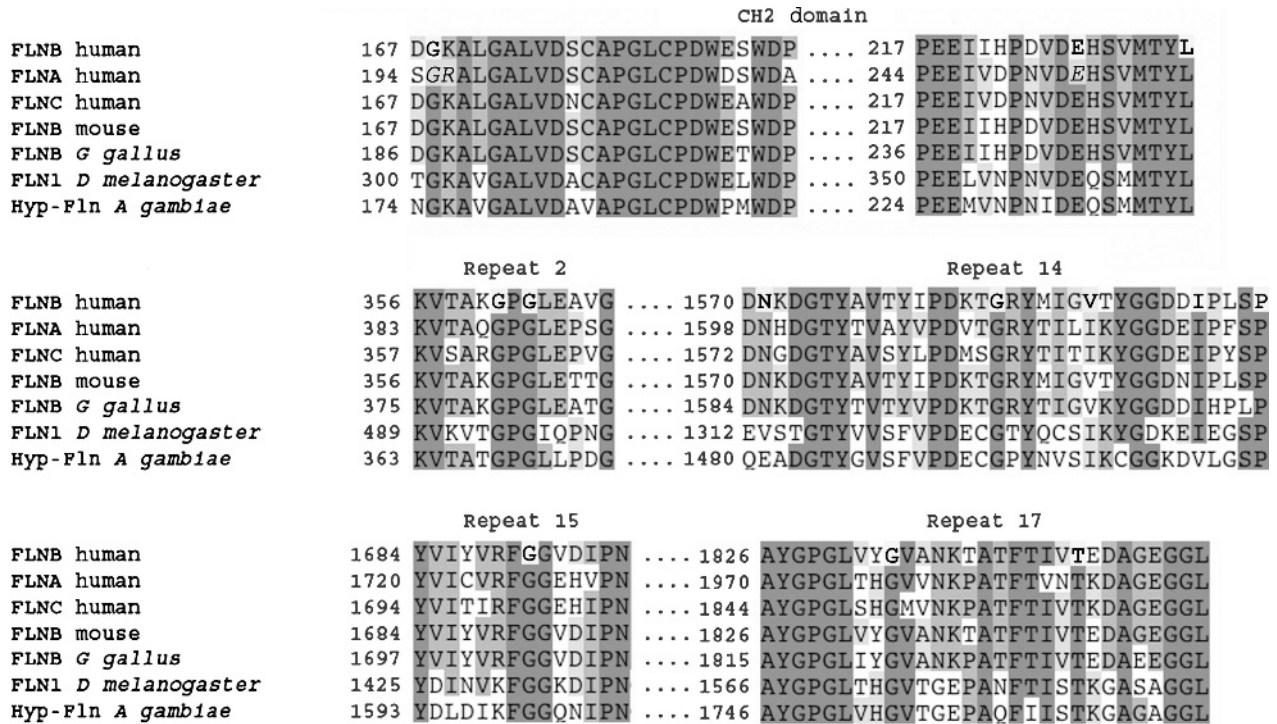 CH2 domain
FLNB human 167 DGKALGALVDSCAPGLCPDWESWDP .... 217 PEEIIHPDVDEHSVMTYL
FLNA human 194 SGRALGALVDSCAPGLCPDWDSWDA .... 244 PEEIVDPNVDEHSVMTYL
FLNC human 167 DGKALGALVDNCAPGLCPDWEAWDP .... 217 PEEIVDPNVDEHSVMTYL
FLNB mouse 167 DGKALGALVDSCAPGLCPDWESWDP .... 217 PEEIIHPDVDEHSVMTYL
FLNB G gallus 186 DGKALGALVDSCAPGLCPDWETWDP .... 236 PEEIIHPDVDEHSVMTYL
FLN1 D melanogaster 300 TGKAVGALVDACAPGLCPDWELWDP .... 350 PEELVNPNVDEQSMMTYL
Hyp-Fln A gambiae 174 NGKAVGALVDAVAPGLCPDWPMWDP .... 224 PEEMVNPNIDEQSMMTYL
Repeat 2 Repeat 14
FLNB human 356 KVTAKGPGLEAVG .... 1570 DNKDGTYAVTYIPDKTGRYMIGVTYGGDDIPLSP
FLNA human 383 KVTAQGPGLEPSG .... 1598 DNHDGTYTVAYVPDVTGRYTILIKYGGDEIPFSP
FLNC human 357 KVSARGPGLEPVG .... 1572 DNGDGTYAVSYLPDMSGRYTITIKYGGDEIPYSP
FLNB mouse 356 KVTAKGPGLETTG .... 1570 DNKDGTYAVTYIPDKTGRYMIGVTYGGDNIPLSP
FLNB G gallus 375 KVTAKGPGLEATG .... 1584 DNKDGTYTVTYVPDKTGRYTIGVKYGGDDIHPLP
FLN1 D melanogaster 489 KVKVTGPGIQPNG .... 1312 EVSTGTYVVSFVPDECGTYQCSIKYGDKEIEGSP
Hyp-Fln A gambiae 363 KVTATGPGLLPDG .... 1480 QEADGTYGVSFVPDECGPYNVSIKCGGKDVLGSP
Repeat 15 Repeat 17
FLNB human 1684 YVIYVRFGGVDIPN .... 1826 AYGPGLVYGVANKTATFTIVTEDAGEGGL
FLNA human 1720 YVICVRFGGEHVPN .... 1970 AYGPGLTHGVVNKPATFTVNTKDAGEGGL
FLNC human 1694 YVITIRFGGEHIPN .... 1844 AYGPGLSHGMVNKPATFTIVTKDAGEGGL
FLNB mouse 1684 YVIYVRFGGVDIPN .... 1826 AYGPGLVYGVANKTATFTIVTEDAGEGGL
FLNB G gallus 1697 YVIYVRFGGVDIPN .... 1815 AYGPGLIYGVANKPATFTIVTEDAEEGGL
FLN1 D melanogaster 1425 YDINVKFGGKDIPN .... 1566 AYGPGLTHGVTGEPANFTISTKGASAGGL
Hyp-Fln A gambiae 1593 YDLDIKFGGQNIPN .... 1746 AYGPGLVHGVTGEPAQFIISTKGAGAGGL